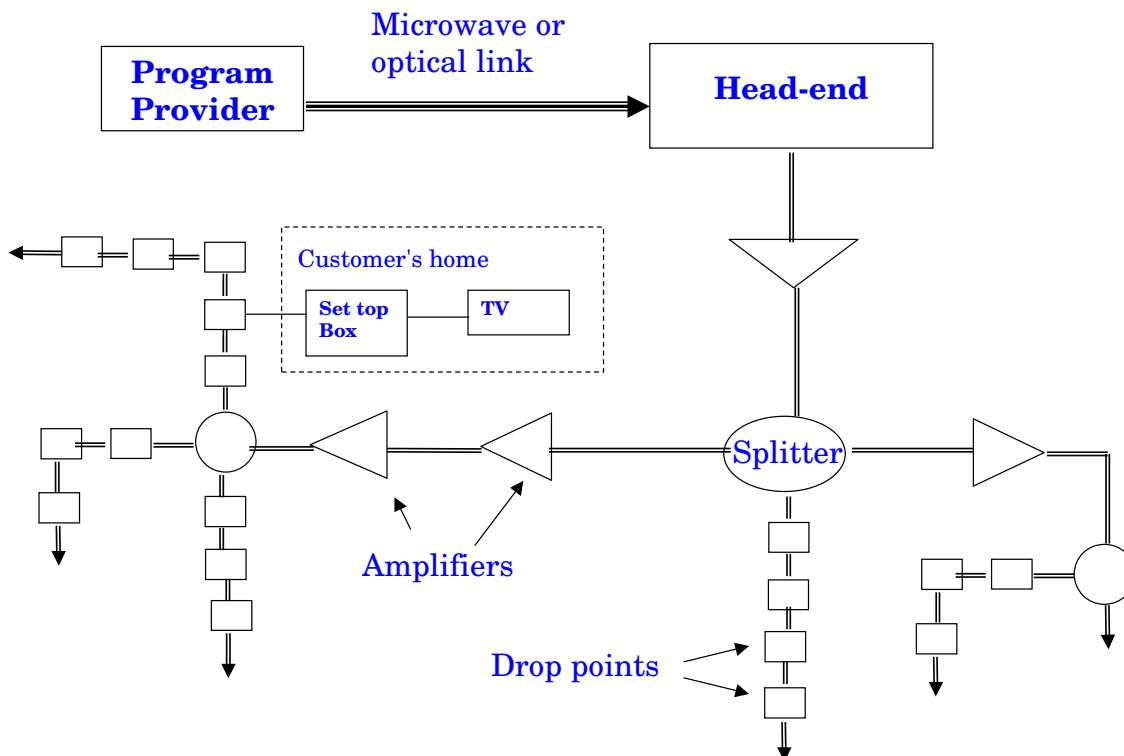 Microwave or
optical link
Program
Provider
Head-end
Customer's home
Set top
Box
TV
Splitter
Amplifiers
Drop points